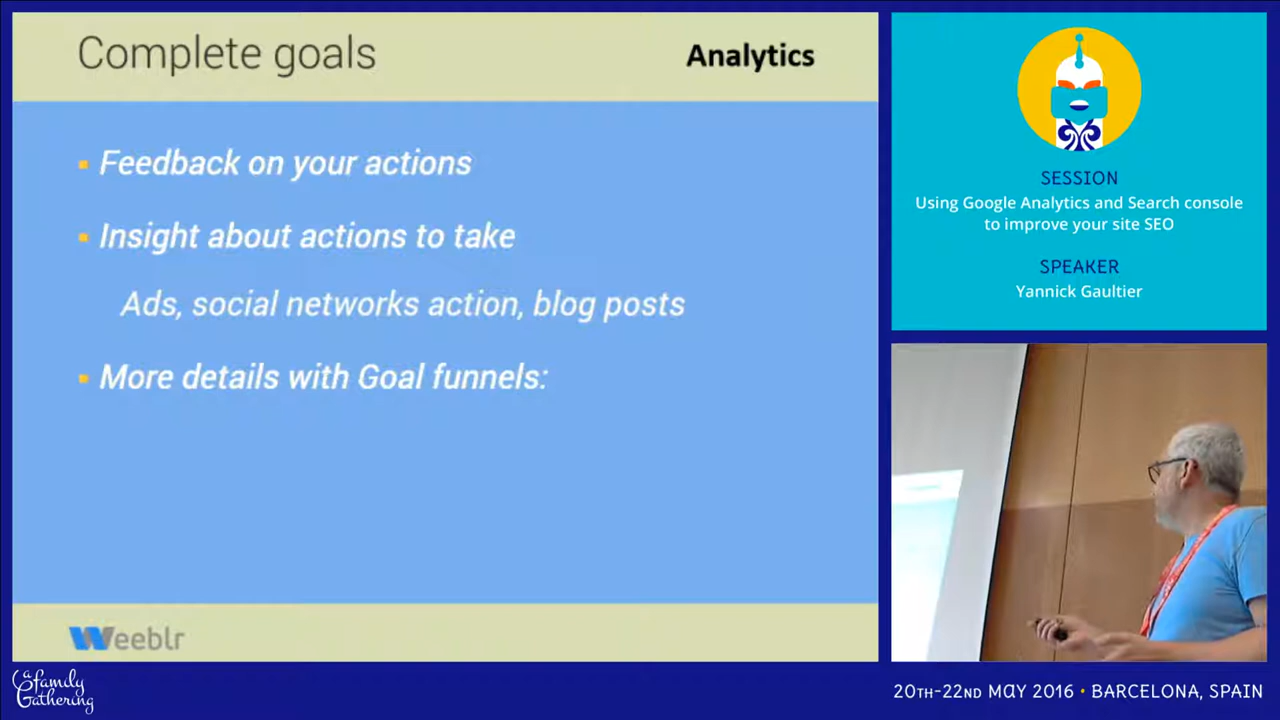 Complete goals
Analytics
Feedback on your actions
Insight about actions to take
Ads, social networks action, blog posts
More details with Goal funnels:
Weeblr
SESSION
Using Google Analytics and Search console
to improve your site SEO
SPEAKER
Yannick Gaultier
a family
Gathering
20TH-22ND MAY 2016 • BARCELONA, SPAIN